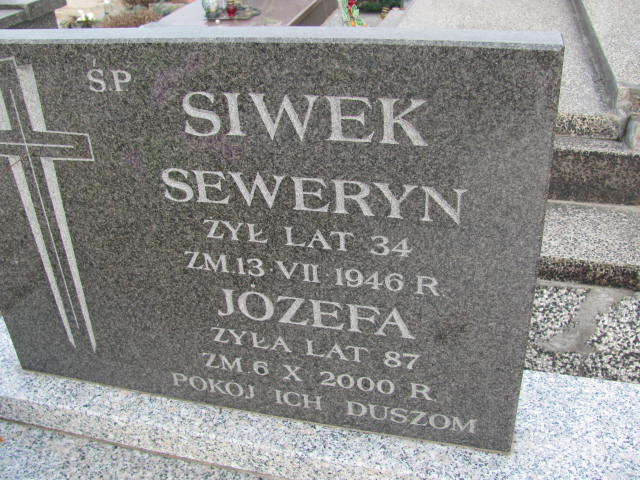 Ś.P
SIWEK
SEWERYN
ŻYŁ LAT 34
ZM.13.VII 1946 R.
JÓZEFA
ŻYŁA LAT 87
ZM 6 X 2000 R.
POKÓJ ICH DUSZOM